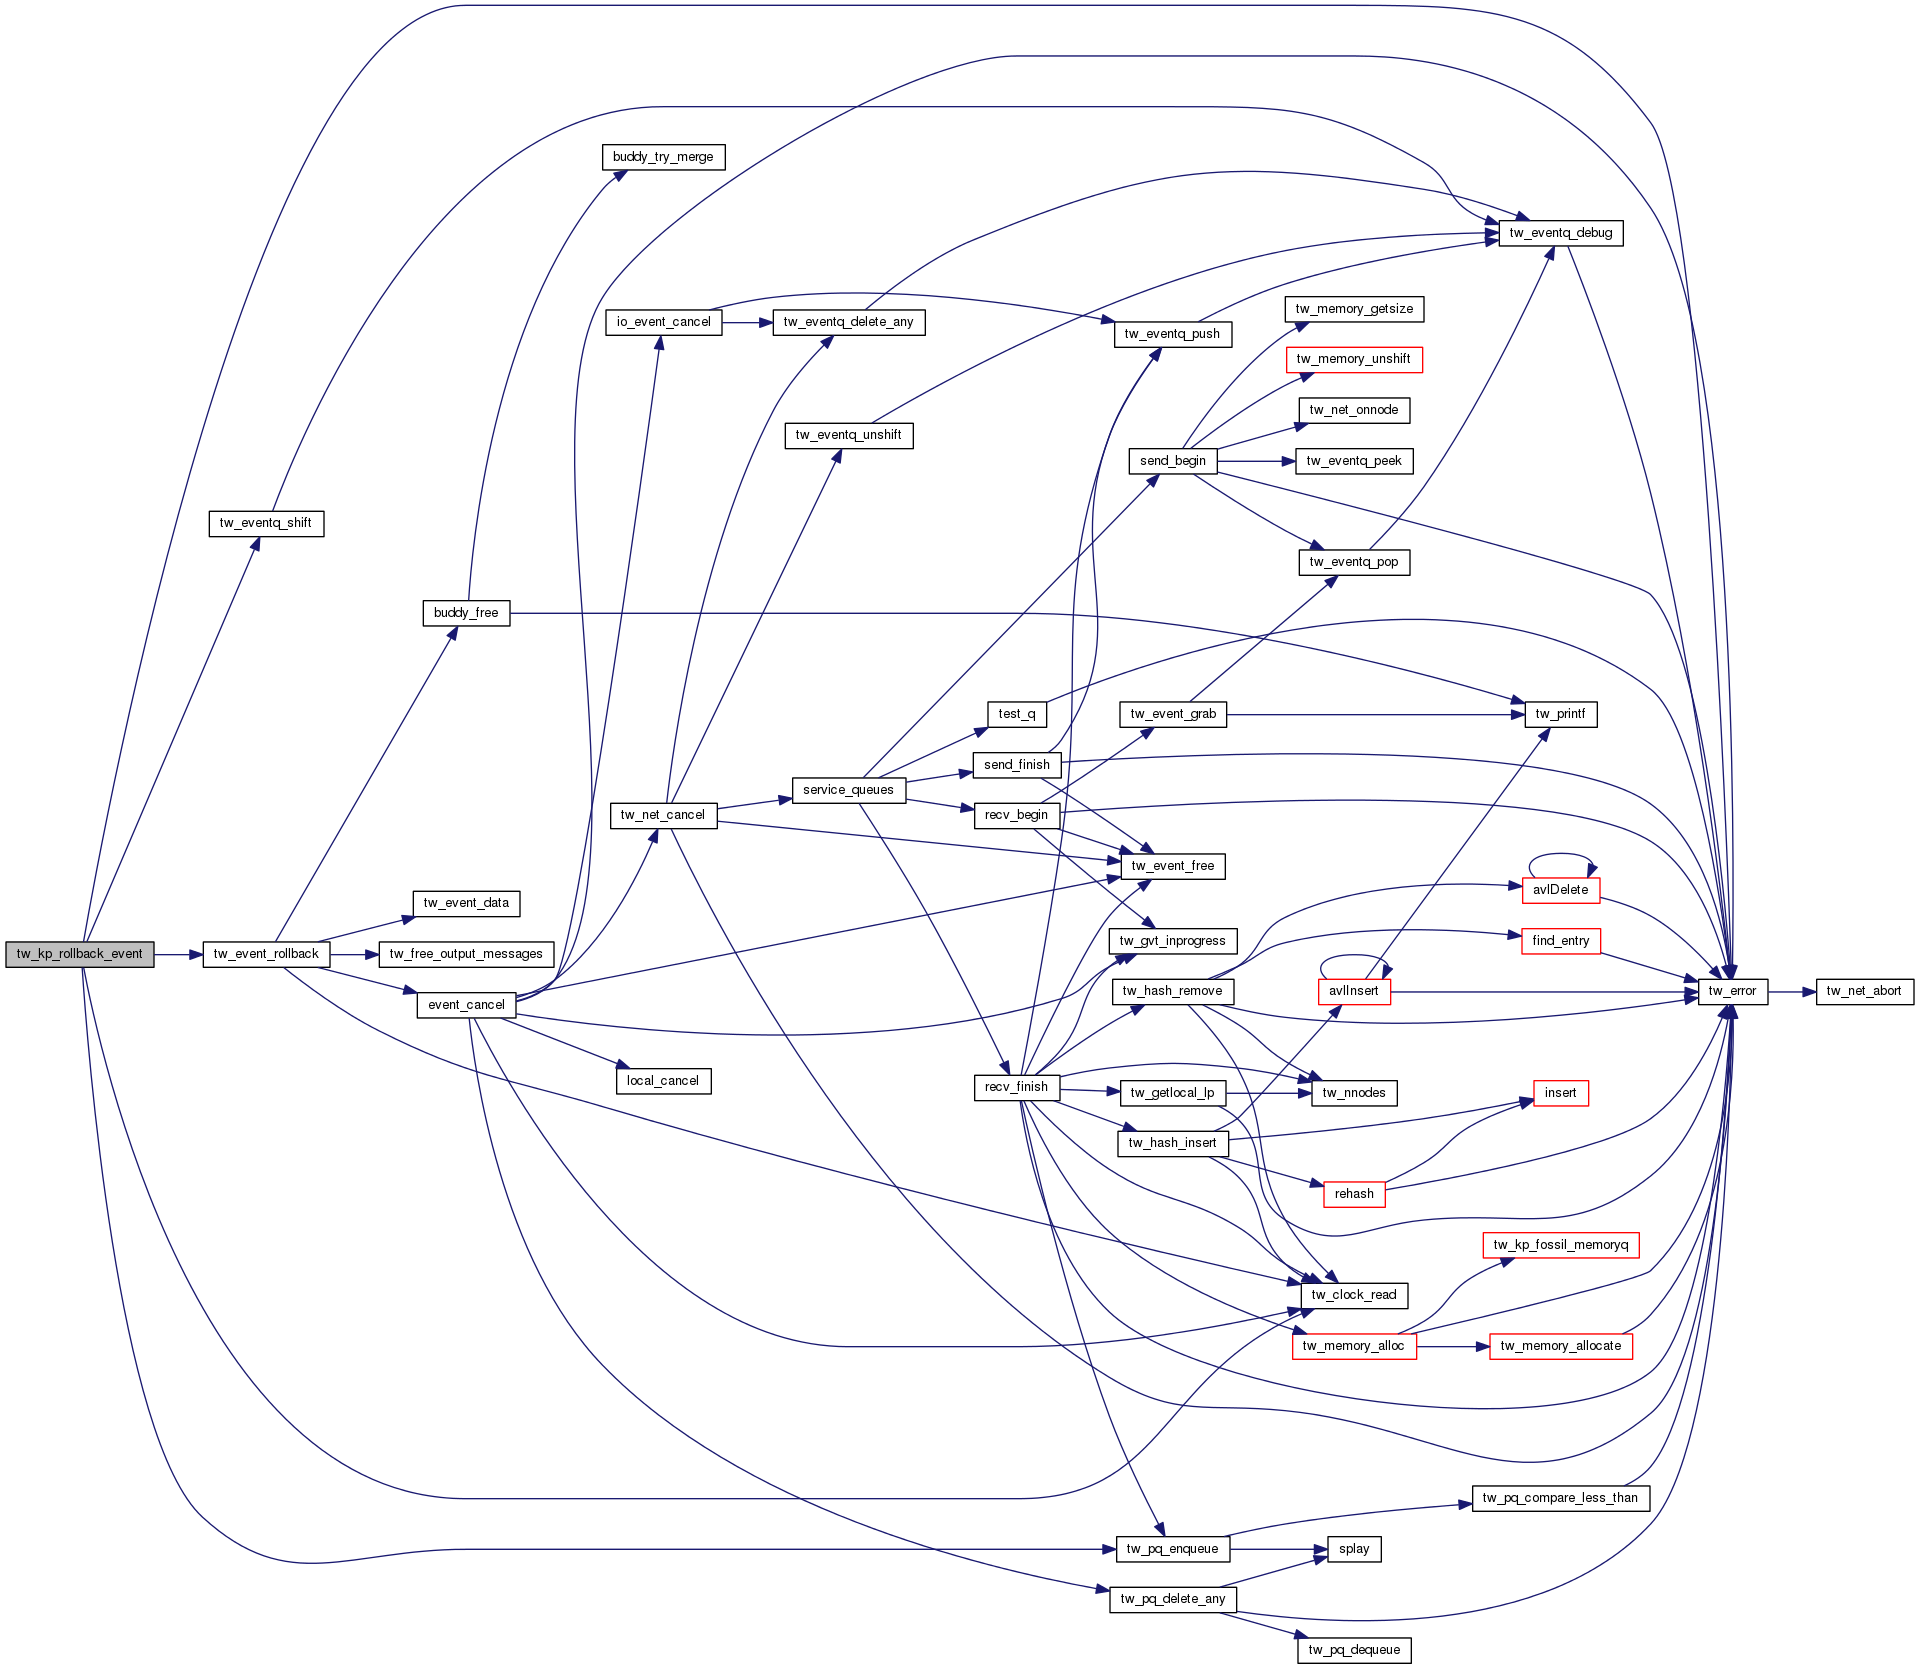 buddy_try_merge
tw_eventq_debug
tw_memory_getsize
io_event_cancel
tw_eventq_delete_any
tw_eventq_push
tw_memory_unshift
tw_net_onnode
tw_eventq_unshift
send_begin
tw_eventq_peek
tw_eventq_shift
tw_eventq_pop
buddy_free
test_q
tw_event_grab
tw_printf
send_finish
service_queues
tw_net_cancel
recv_begin
tw_event_free
avlDelete
tw_event_data
tw_gvt_inprogress
find_entry
tw_kp_rollback_event
tw_event_rollback
tw_free_output_messages
event_cancel
tw_hash_remove
avlInsert
tw_error
tw_net_abort
local_cancel
recv_finish
tw_getlocal_lp
tw_nnodes
insert
tw_hash_insert
rehash
tw_kp_fossil_memoryq
tw_clock_read
tw_memory_alloc
tw_memory_allocate
tw_pq_compare_less_than
tw_pq_enqueue
splay
tw_pq_delete_any
tw_pq_dequeue